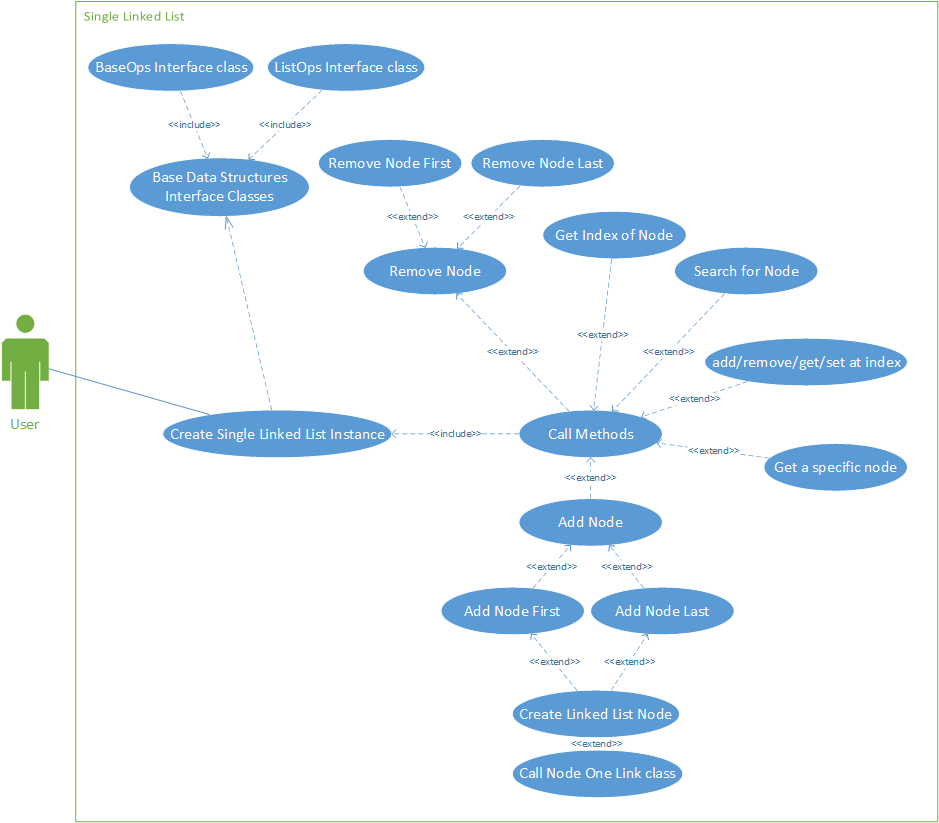 Single Linked List
BaseOps Interface class
ListOps Interface class
<<include>>
<<include>>
Base Data Structures
Interface Classes
Remove Node First
Remove Node Last
<<extend>>
<<extend>>
Get Index of Node
Remove Node
Search for Node
<<extend>>
<<extend>>
<<extend>>
add/remove/get/set at index
<<extend>>
User
Create Single Linked List Instance
<<include>>
Call Methods
<<extend>>
Get a specific node
<<extend>>
Add Node
<<extend>>
<<extend>>
Add Node First
Add Node Last
<<extend>>
<<extend>>
Create Linked List Node
<<extend>>
Call Node One Link class